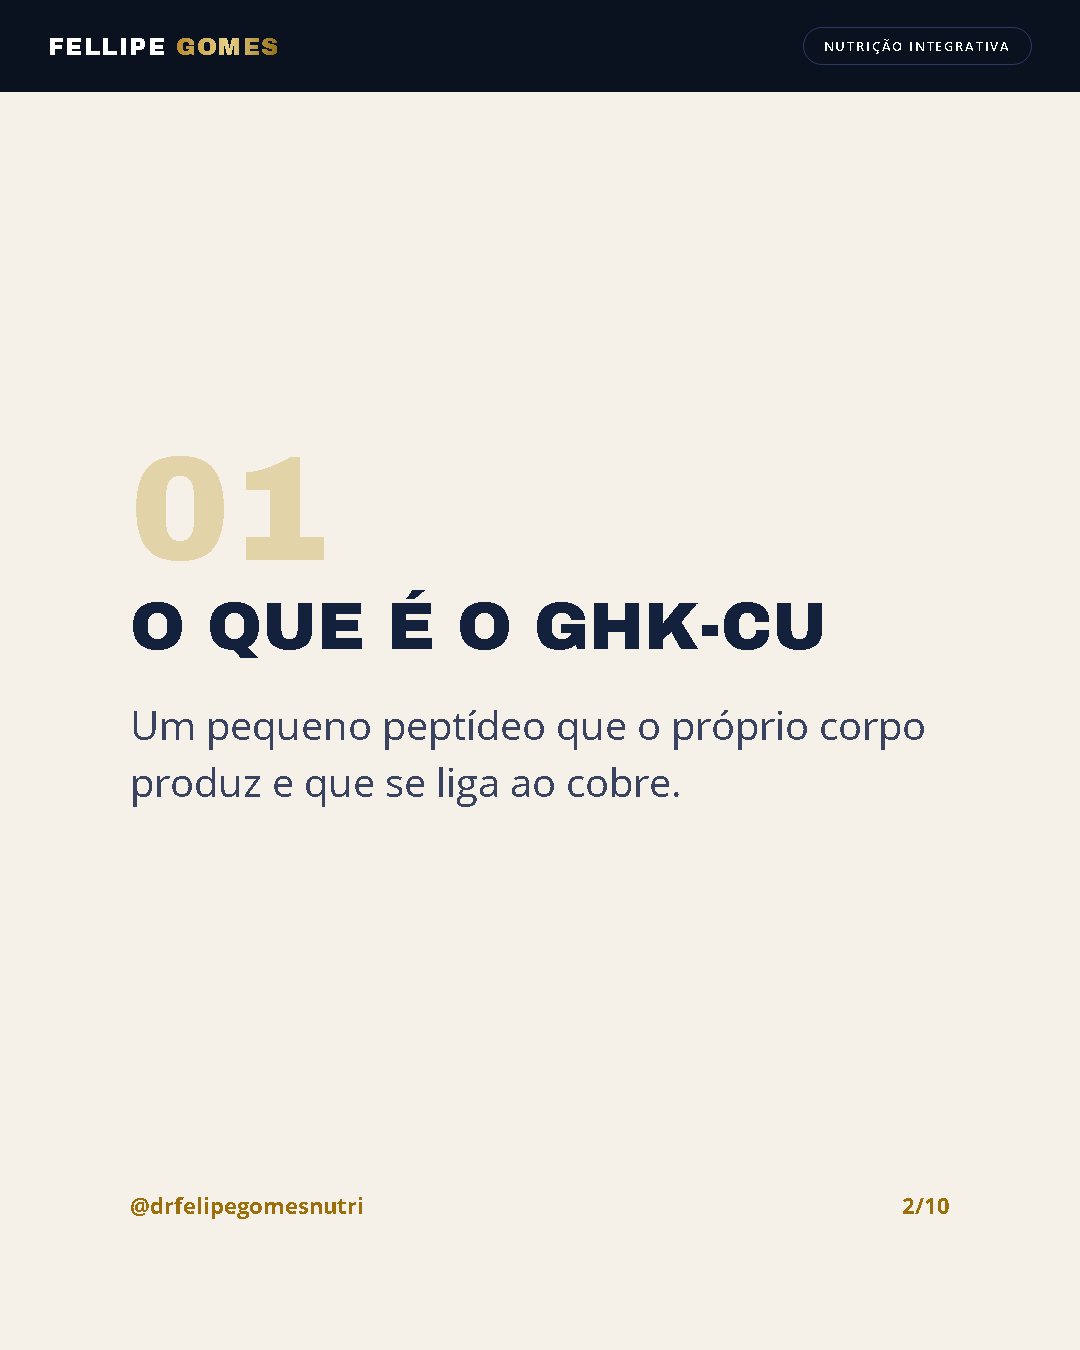 FELLIPE GOMES
NUTRIÇÃO INTEGRATIVA
01
O QUE É O GHK-CU
Um pequeno peptídeo que o próprio corpo
produz e que se liga ao cobre.
@drfelipegomesnutri
2/10